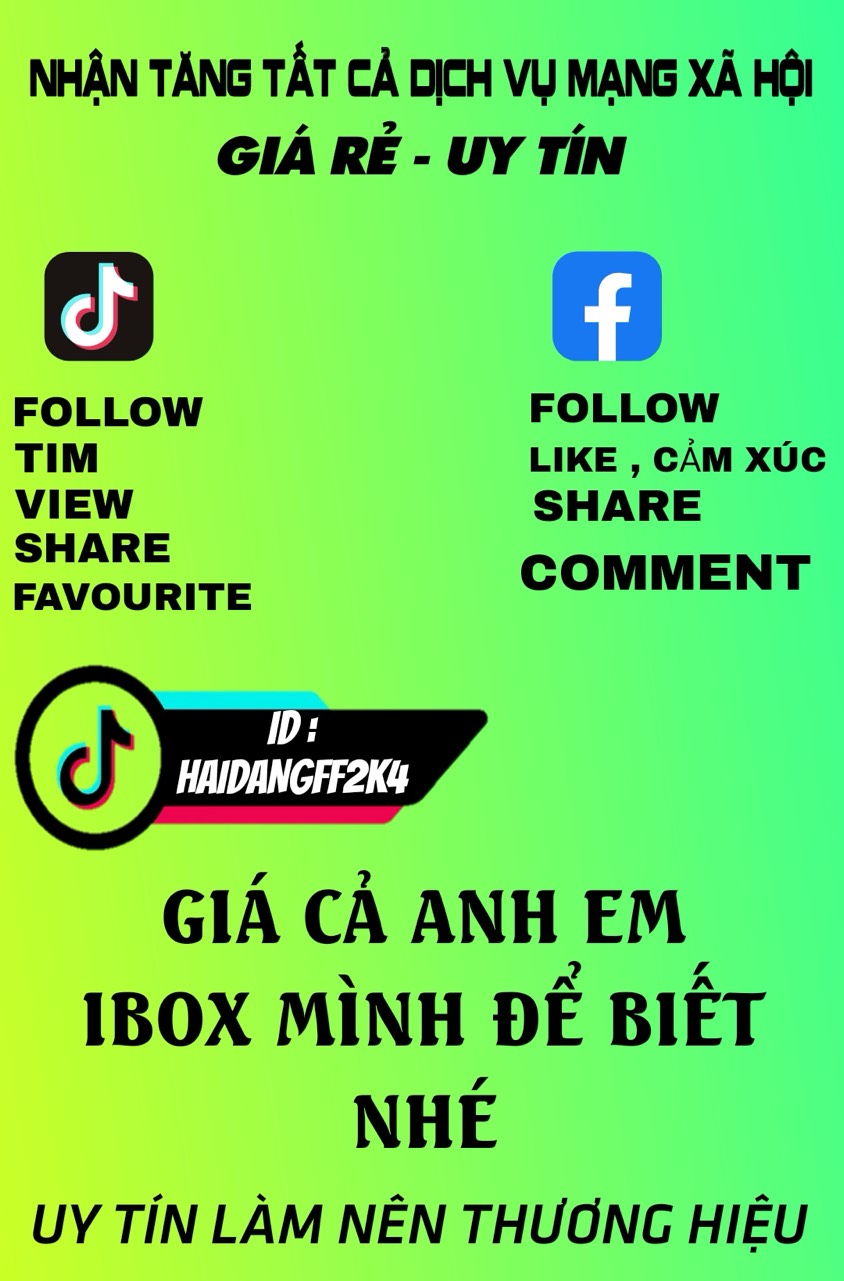 NHẬN TĂNG TẤT CẢ DỊCH VỤ MẠNG XÃ HỘI
GIÁ RẺ - UY TÍN
FOLLOW
TIM
VIEW
SHARE
FAVOURITE
FOLLOW
LIKE , CẢM XÚC
SHARE
COMMENT
ID :
HAIDANGFF2K4
GIÁ CẢ ANH EM
IBOX MÌNH ĐỂ BIẾT
NHÉ
UY TÍN LÀM NÊN THƯƠNG HIỆU